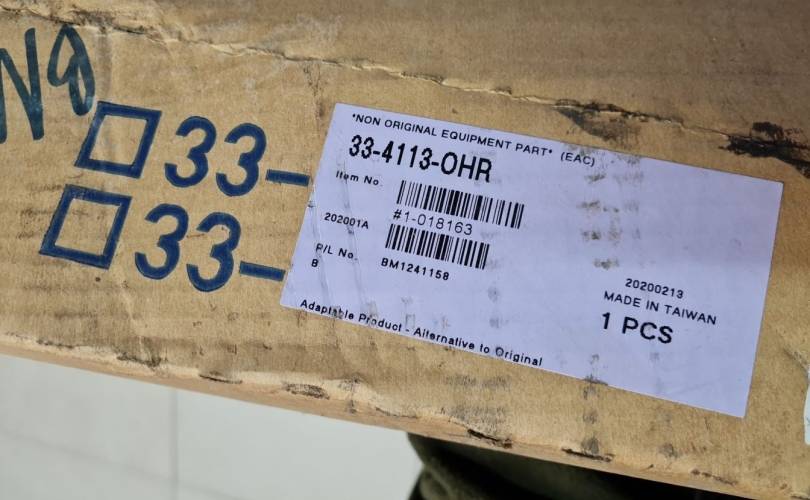 33-
33-
*NON ORIGINAL EQUIPMENT PART* (EAC)
33-4113-OHR
Item No.
202001A #1-018163
P/L No.
B BM1241158
20200213
MADE IN TAIWAN
1 PCS
Adaptable Product - Alternative to Original